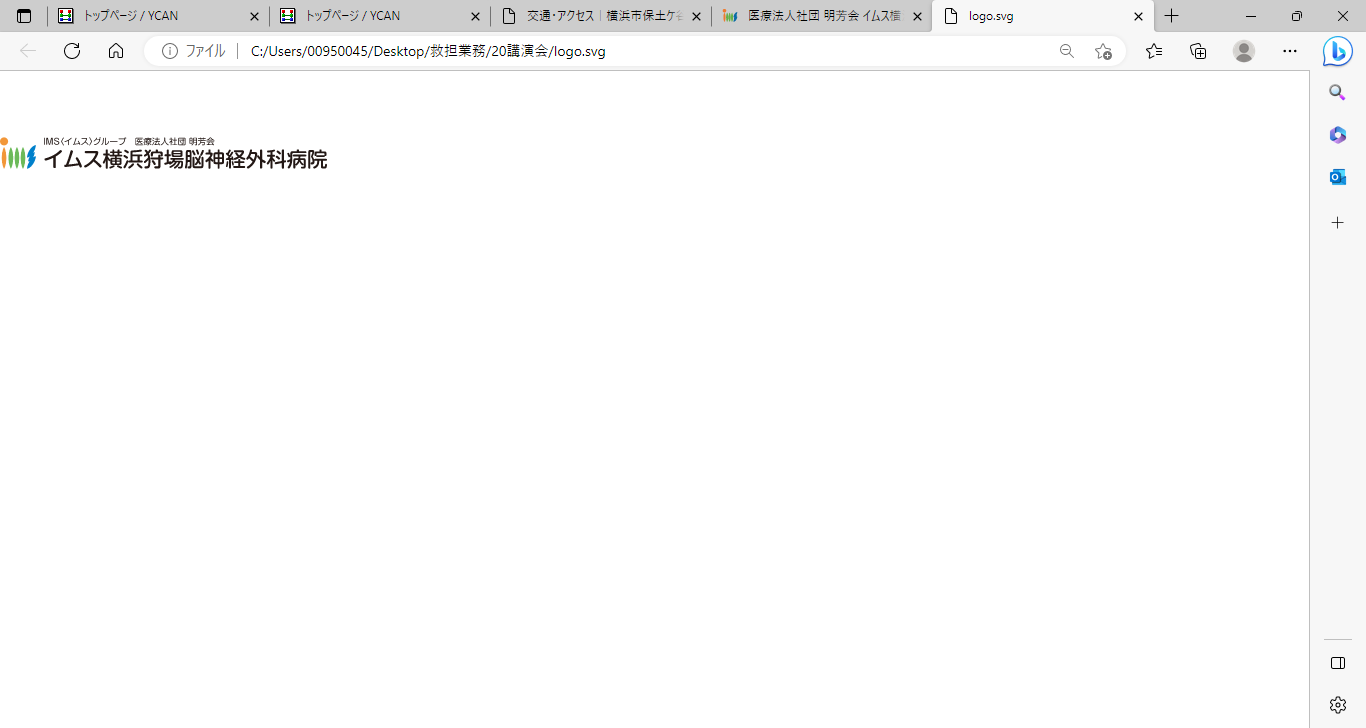 トップページ / YCAN
トップページ / YCAN
交通・アクセス | 横浜市保土ケ谷
医療法人社団 明芳会 イムス横
logo.svg
ファイル
C:/Users/00950045/Desktop/救担業務/20講演会/logo.svg
IMS〈イムス〉グループ 医療法人社団 明芳会
ims イムス横浜狩場脳神経外科病院